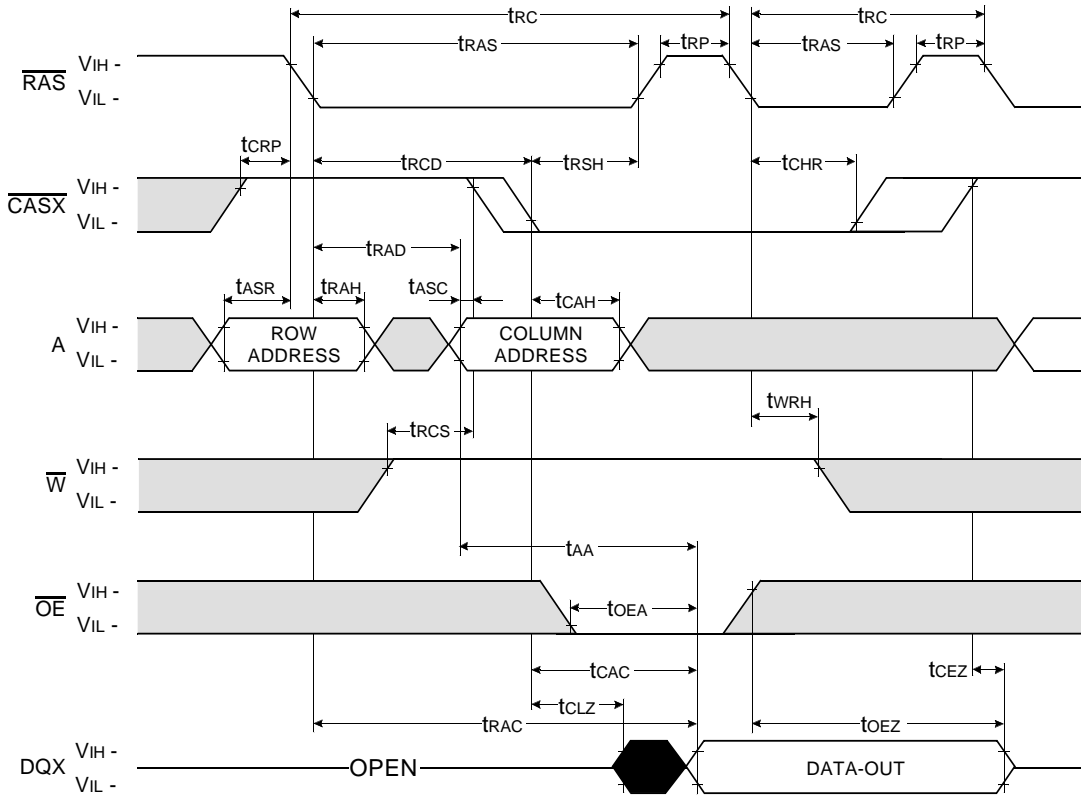 tRC tRC
tRAS tRP tRAS tRP
RAS VIH -
VIL -
tCRP tRCD tRSH tCHR
CASX VIH -
VIL -
tRAD
tASR tRAH tASC tCAH
A VIH -
VIL -
ROW
ADDRESS
COLUMN
ADDRESS
tWRH
tRCS
W VIH -
VIL -
tAA
OE VIH -
VIL -
tOEA
tCAC tCEZ
tCLZ tOEZ
tRAC
DQX VIH -
VIL -
OPEN DATA-OUT